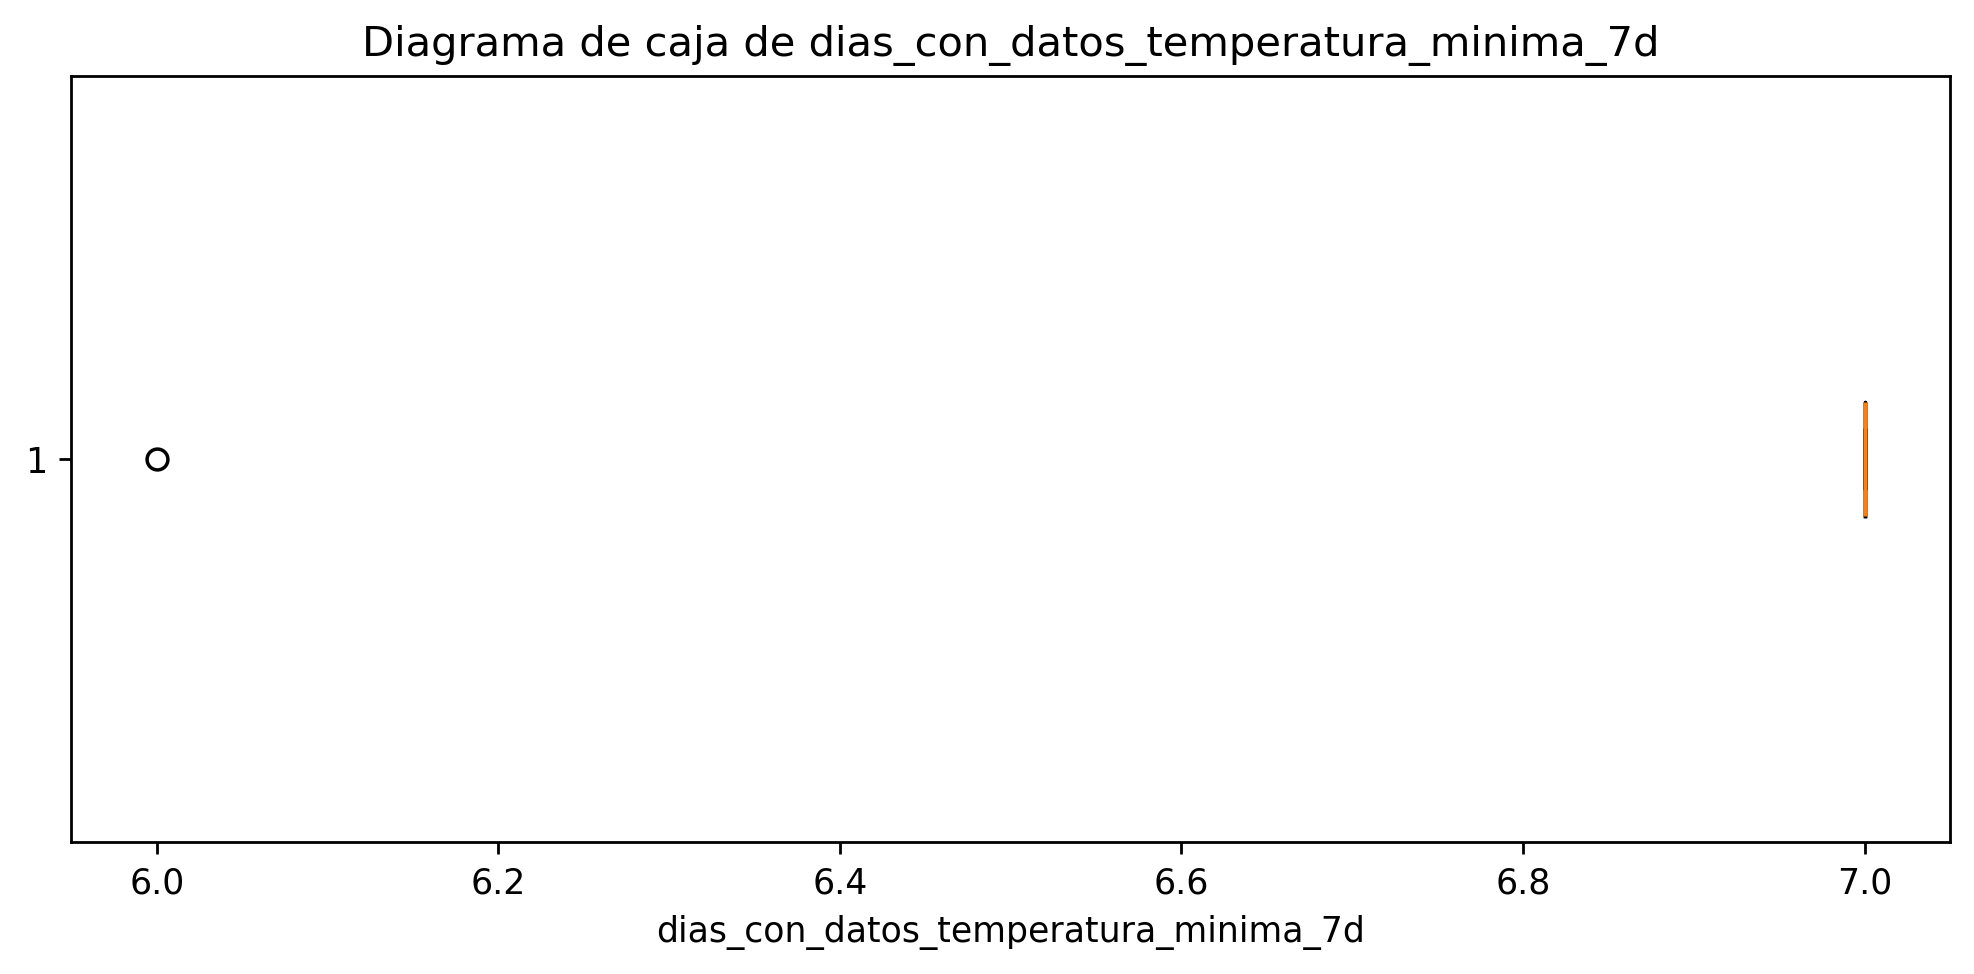 Diagrama de caja de dias_con_datos_temperatura_minima_7d
1
6.0 6.2 6.4 6.6 6.8 7.0
dias_con_datos_temperatura_minima_7d